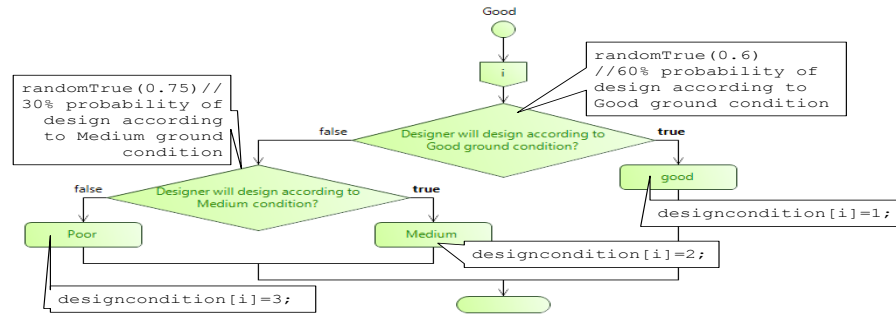 Good
i
randomTrue(0.6)
//60% probability of
design according to
Good ground condition
randomTrue(0.75)//
30% probability of
design according
to Medium ground
condition
false
Designer will design according to
Good ground condition?
true
good
designcondition[i]=1;
false
Designer will design according to
Medium condition?
true
Poor
Medium
designcondition[i]=2;
designcondition[i]=3;